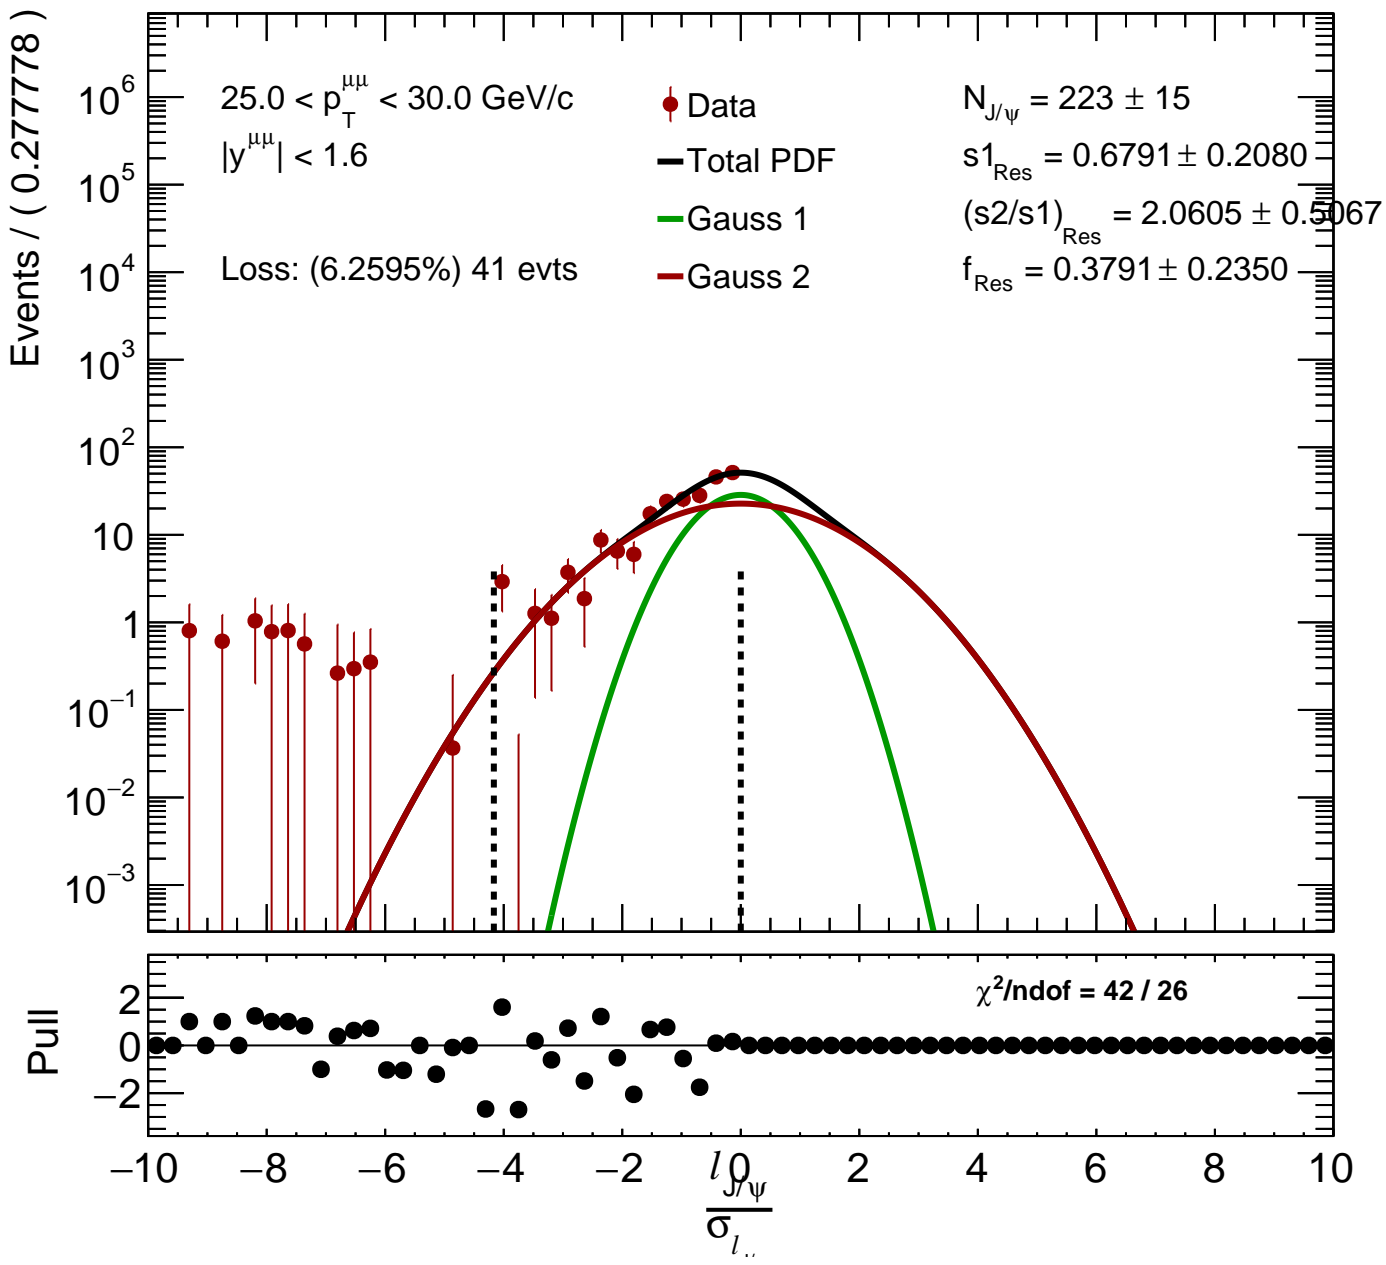 Events / ( 0.277778 )
10^6
10^5
10^4
10^3
10^2
10
1
10^−1
10^−2
10^−3
25.0 < p_T^μμ < 30.0 GeV/c
|y^μμ| < 1.6
Loss: (6.2595%) 41 evts
Data
Total PDF
Gauss 1
Gauss 2
N_J/ψ = 223 ± 15
s1_Res = 0.6791 ± 0.2080
(s2/s1)_Res = 2.0605 ± 0.5067
f_Res = 0.3791 ± 0.2350
Pull
2
0
−2
χ²/ndof = 42 / 26
−10 −8 −6 −4 −2 0 2 4 6 8 10
l_J/ψ
σ_l